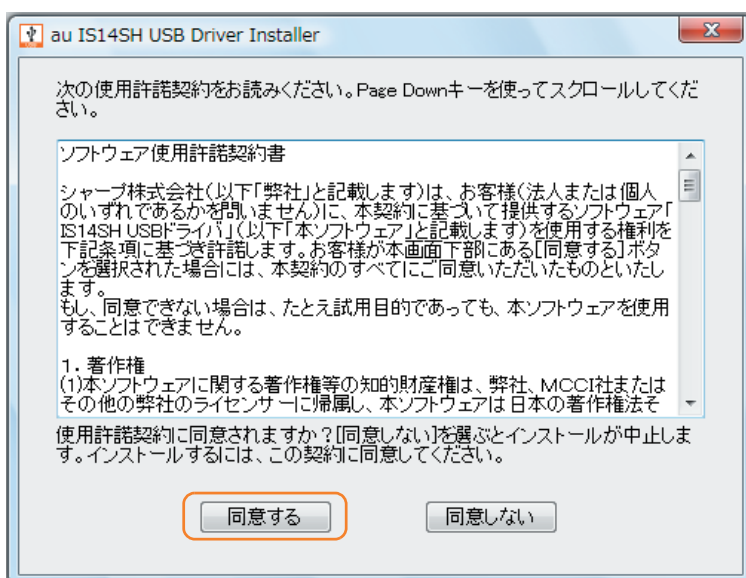 au IS14SH USB Driver Installer
次の使用許諾契約をお読みください。Page Downキーを使ってスクロールしてくだ
さい。
ソフトウェア使用許諾契約書
シャープ株式会社(以下「弊社」と記載します)は、お客様(法人または個人
のいずれであるかを問いません)に、本契約に基づいて提供するソフトウェア「
IS14SH USBドライバ」(以下「本ソフトウェア」と記載します)を使用する権利を
下記条項に基づき許諾します。お客様が本画面下部にある[同意する]ボタ
ンを選択された場合には、本契約のすべてにご同意いただいたものといたし
ます。
もし、同意できない場合は、たとえ試用目的であっても、本ソフトウェアを使用
することはできません。
1. 著作権
(1)本ソフトウェアに関する著作権等の知的財産権は、弊社、MCCI社または
その他の弊社のライセンサーに帰属し、本ソフトウェアは日本の著作権法そ
使用許諾契約に同意されますか？[同意しない]を選ぶとインストールが中止しま
す。インストールするには、この契約に同意してください。
同意する
同意しない